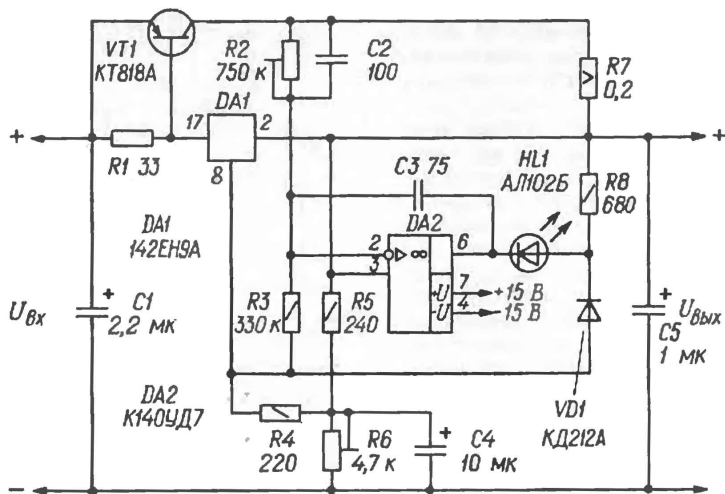 VT1
КТ818А
R2
750 к
C2
100
R7
0,2
+
R1 33
17
DA1
2
8
+
C3 75
HL1
АЛ102Б
R8
680
DA1
142ЕН9А
DA2
2
3
▷ ∞
6
+U
7
+15 В
-U
4
-15 В
Uвх
+
C1
2,2 мк
R3
330 к
R5
240
+
Uвых
C5
1 мк
DA2
К140УД7
R4
220
R6
4,7 к
+
C4
10 мк
VD1
КД212А
−
−